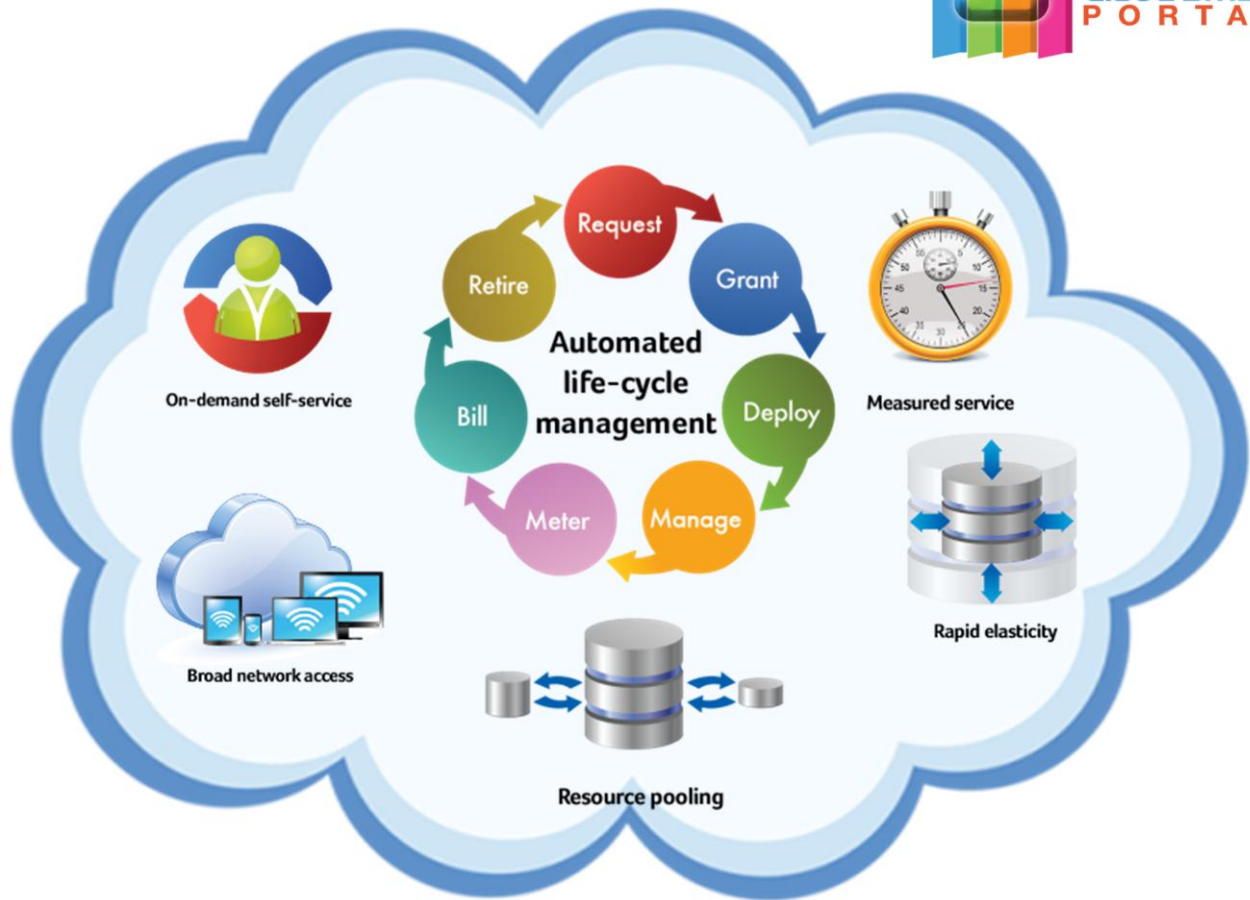 Request
Grant
Deploy
Manage
Meter
Bill
Retire
Automated
life-cycle
management
On-demand self-service
Measured service
Broad network access
Rapid elasticity
Resource pooling